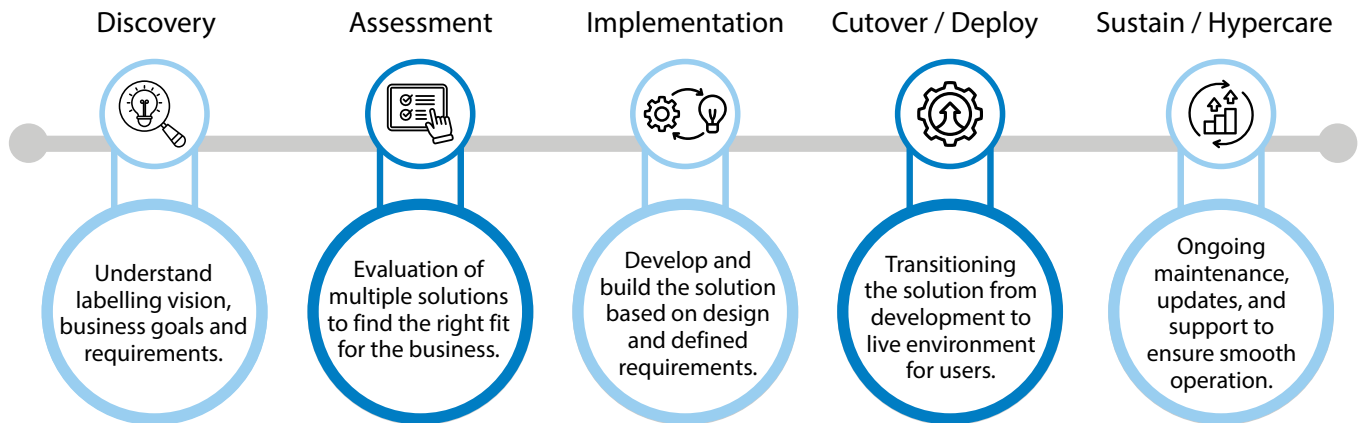 Discovery
Assessment
Implementation
Cutover / Deploy
Sustain / Hypercare
Understand
labelling vision,
business goals and
requirements.
Evaluation of
multiple solutions
to find the right fit
for the business.
Develop and
build the solution
based on design
and defined
requirements.
Transitioning
the solution from
development to
live environment
for users.
Ongoing
maintenance,
updates, and
support to
ensure smooth
operation.